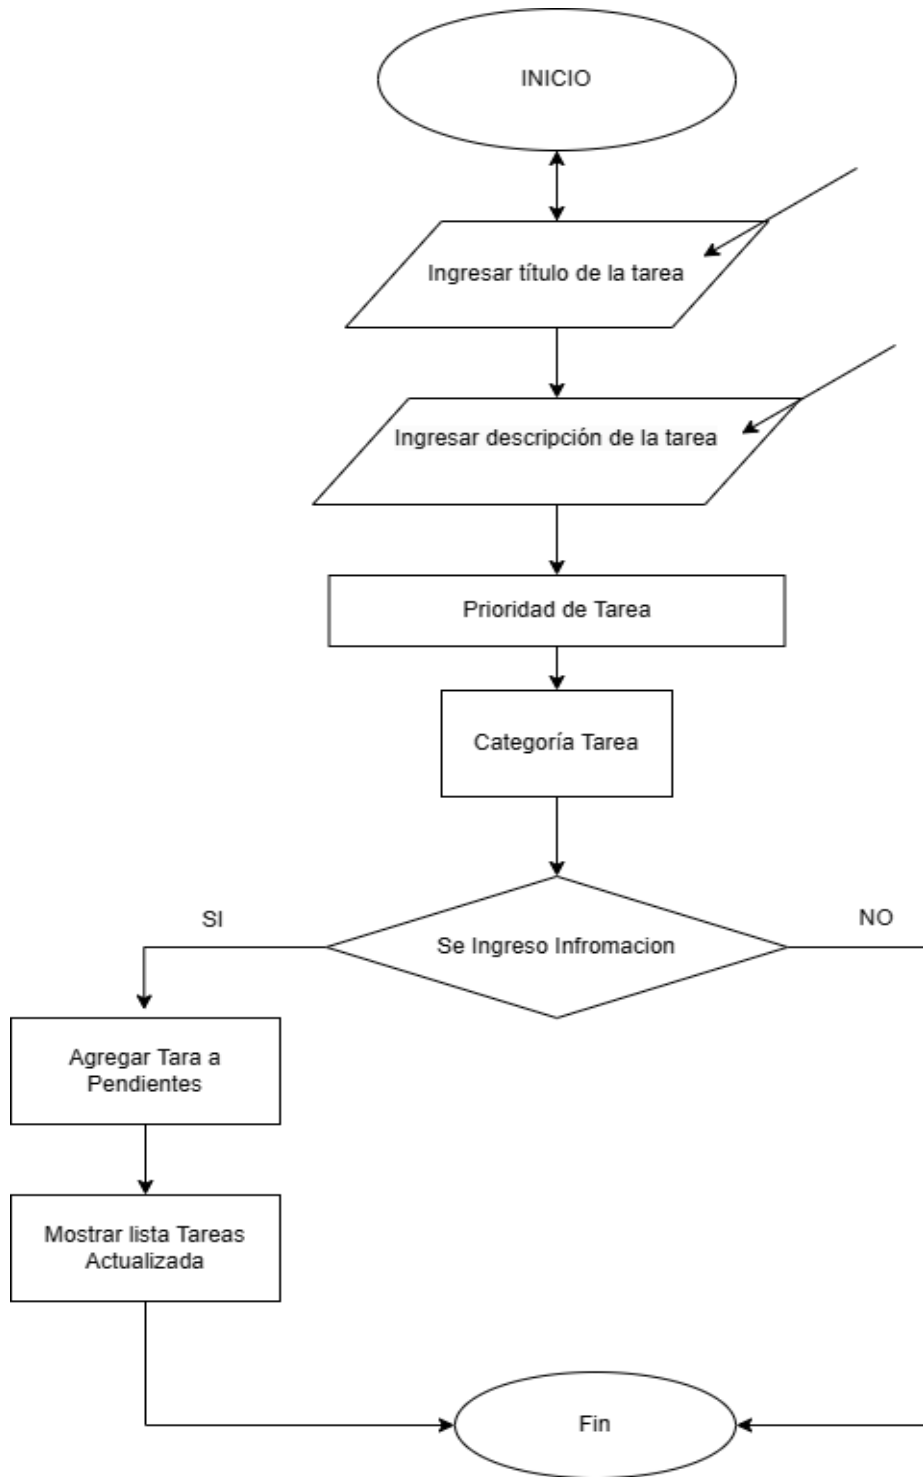 INICIO
Ingresar título de la tarea
Ingresar descripción de la tarea
Prioridad de Tarea
Categoría Tarea
SI
NO
Se Ingreso Infromacion
Agregar Tara a
Pendientes
Mostrar lista Tareas
Actualizada
Fin